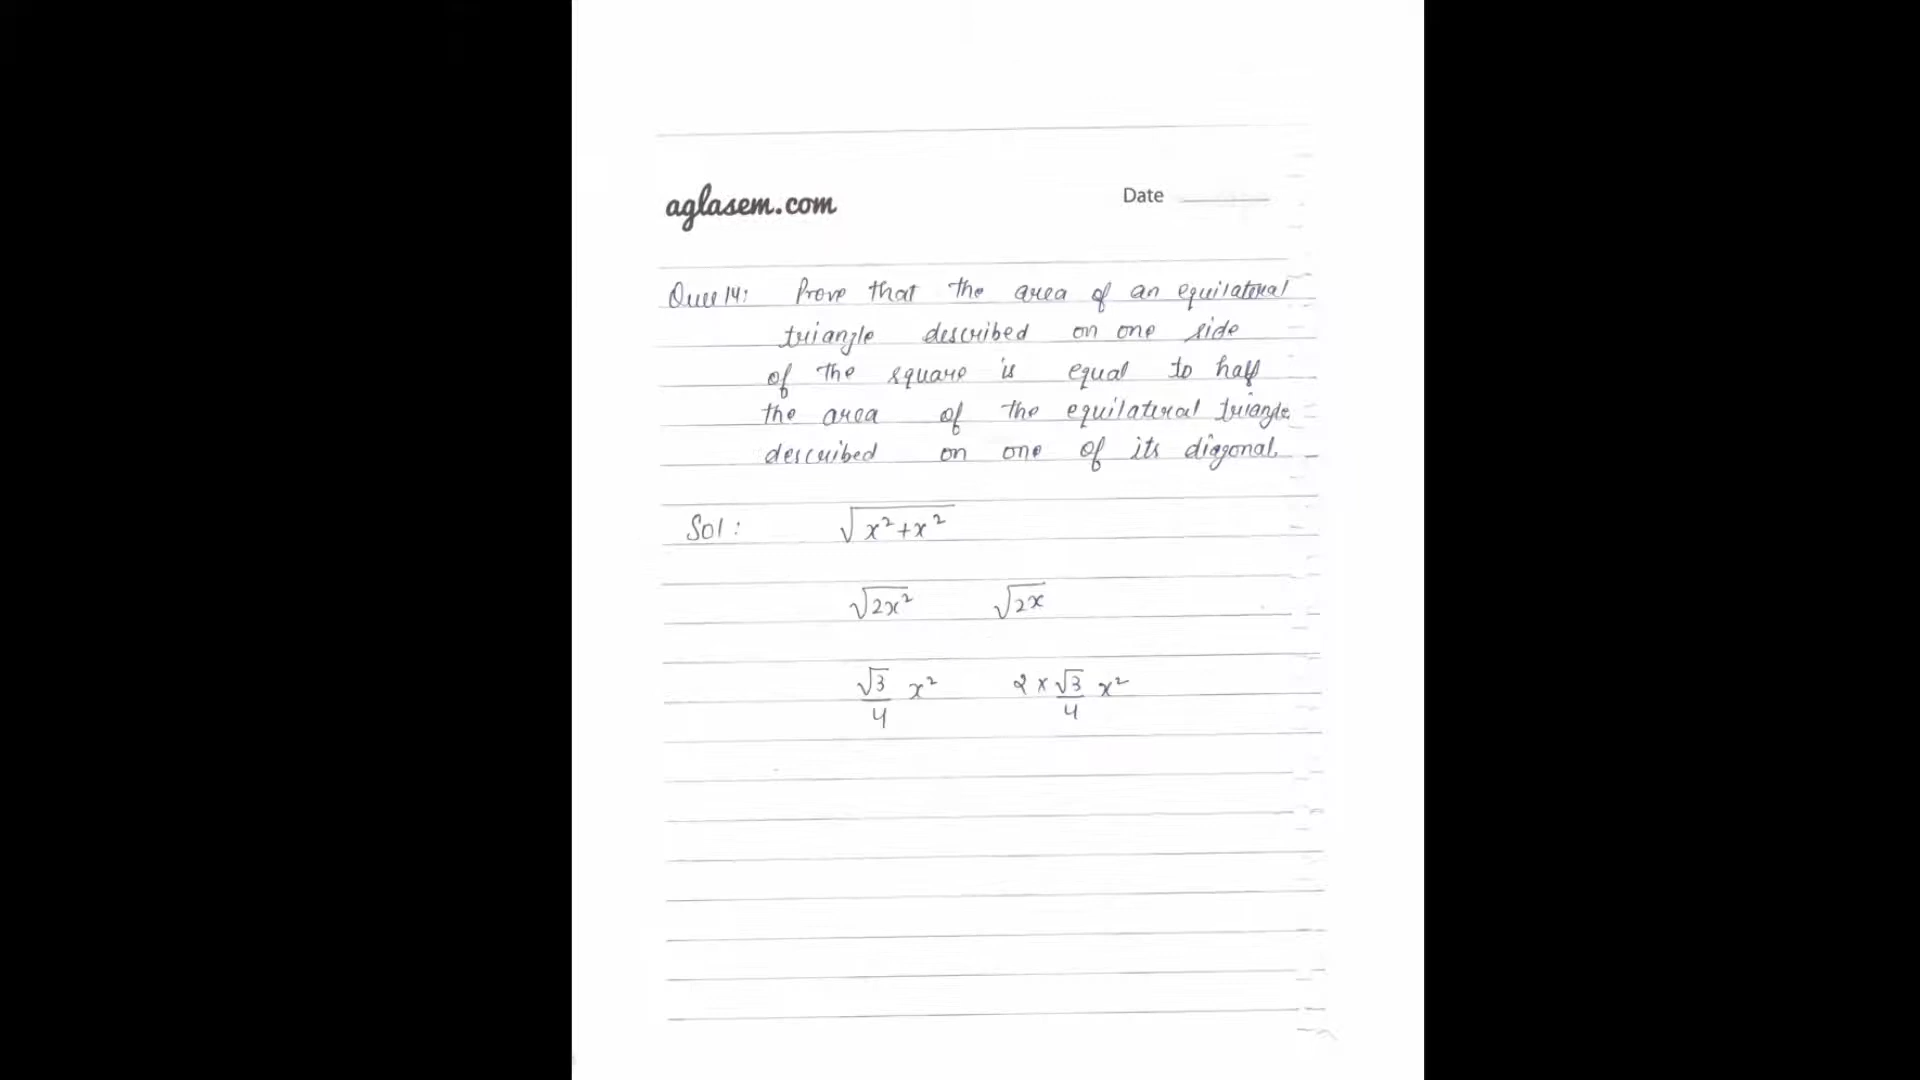 aglasem.com Date
Ques 14: Prove that the area of an equilateral
triangle described on one side
of the square is equal to half
the area of the equilateral triangle
described on one of its diagonal.
Sol: √x²+x²
√2x² √2x
√3/4 x² 2 x √3/4 x²